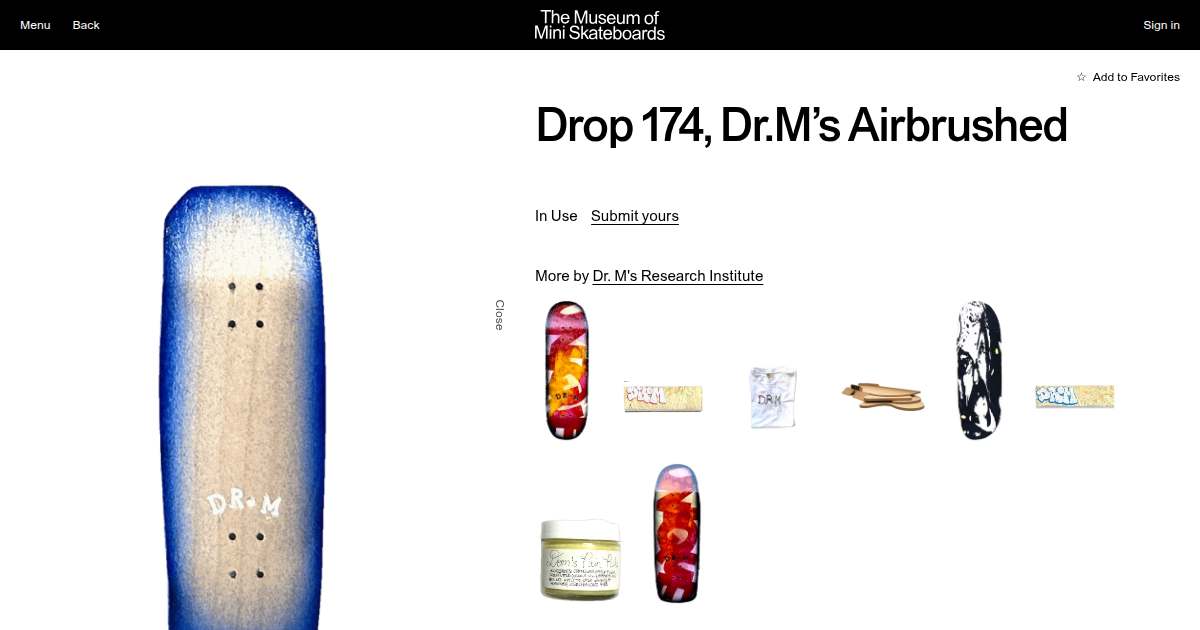 Menu
Back
The Museum of
Mini Skateboards
Sign in
☆ Add to Favorites
Drop 174, Dr.M’s Airbrushed
In Use
Submit yours
More by Dr. M's Research Institute
Close
DR•M
DRM